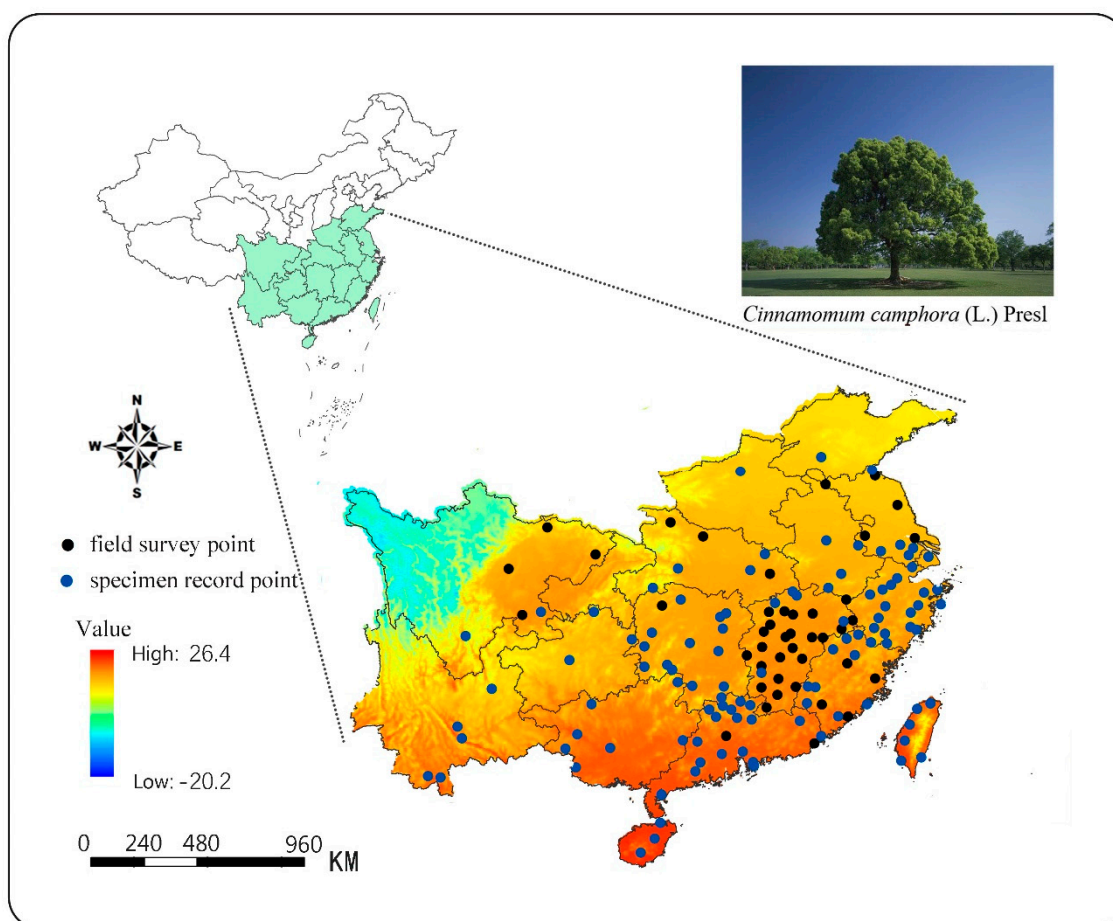 Cinnamomum camphora (L.) Presl
N
W E
S
field survey point
specimen record point
Value
High: 26.4
Low: -20.2
0 240 480 960 KM